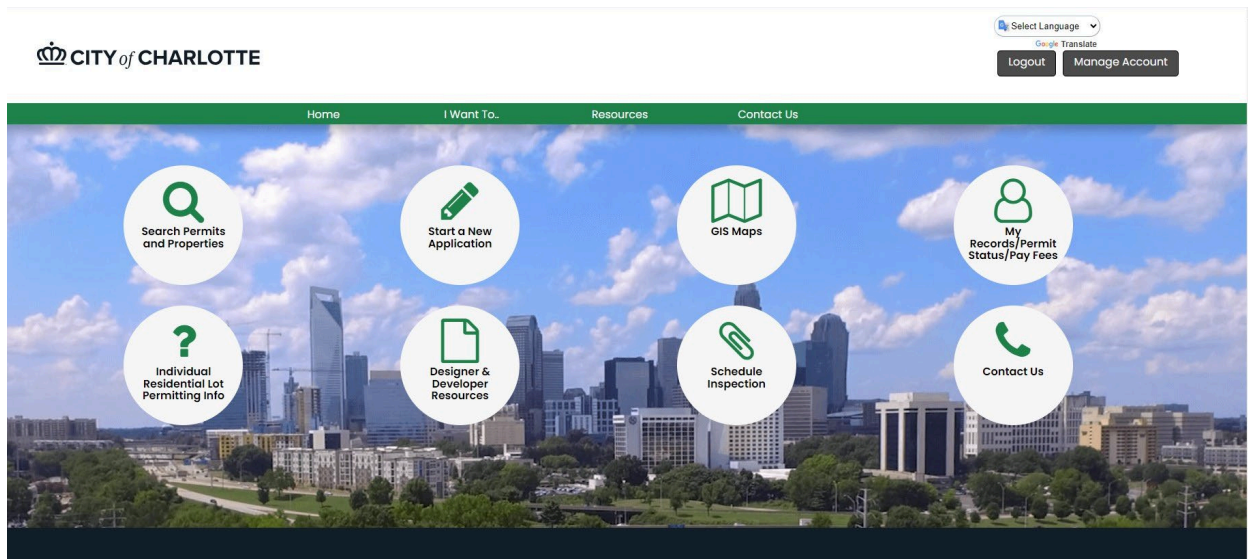 Select Language
Google Translate
CITY of CHARLOTTE
Logout
Manage Account
Home
I Want To..
Resources
Contact Us
Search Permits
and Properties
Start a New
Application
GIS Maps
My
Records/Permit
Status/Pay Fees
?
Individual
Residential Lot
Permitting Info
Designer &
Developer
Resources
Schedule
Inspection
Contact Us